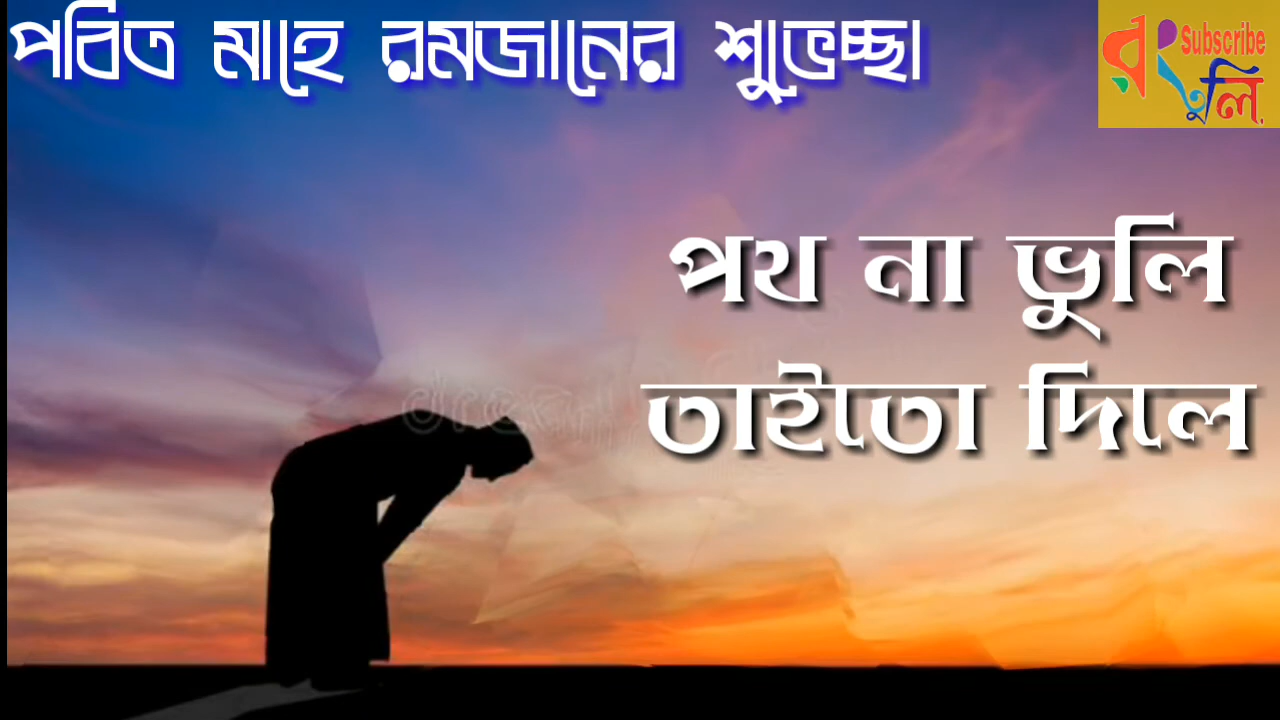 পবিত্র মাহে রমজানের শুভেচ্ছা
Subscribe
রং
তুলি.
পথ না ভুলি
তাইতো দিলে